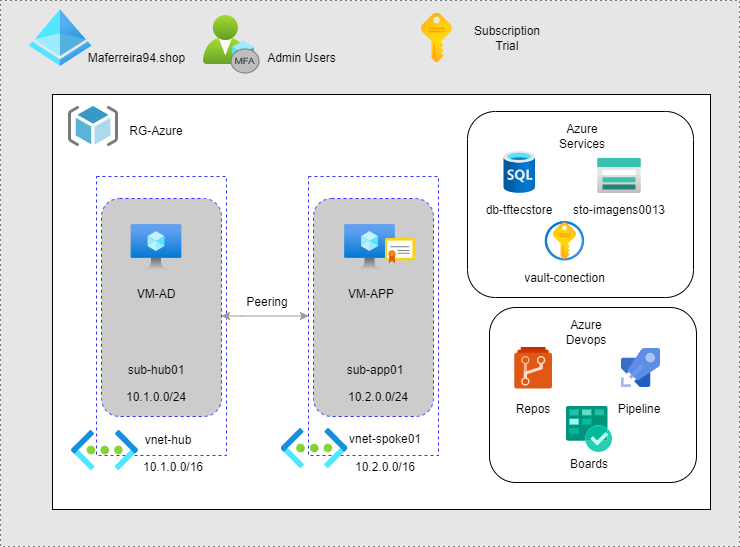 Maferreira94.shop
MFA
Admin Users
Subscription
Trial
RG-Azure
VM-AD
sub-hub01
10.1.0.0/24
vnet-hub
10.1.0.0/16
Peering
VM-APP
sub-app01
10.2.0.0/24
vnet-spoke01
10.2.0.0/16
Azure
Services
SQL
db-tftecstore
sto-imagens0013
vault-conection
Azure
Devops
Repos
Pipeline
Boards